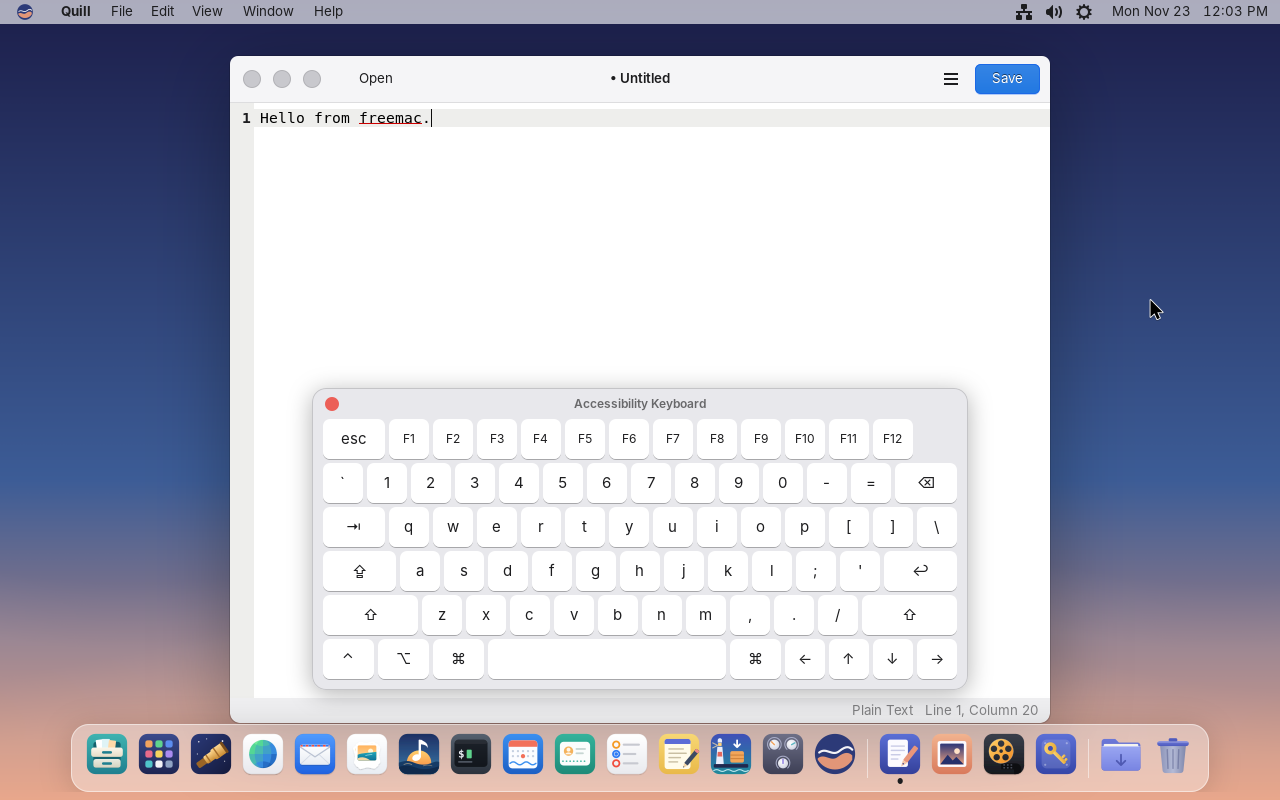 Quill File Edit View Window Help Mon Nov 23 12:03 PM
Open • Untitled Save
1 Hello from freemac.
Accessibility Keyboard
esc F1 F2 F3 F4 F5 F6 F7 F8 F9 F10 F11 F12
` 1 2 3 4 5 6 7 8 9 0 - = ⌫
⇥ q w e r t y u i o p [ ] \
⇪ a s d f g h j k l ; ' ↩
⇧ z x c v b n m , . / ⇧
^ ⌥ ⌘ ⌘ ← ↑ ↓ →
Plain Text Line 1, Column 20
$